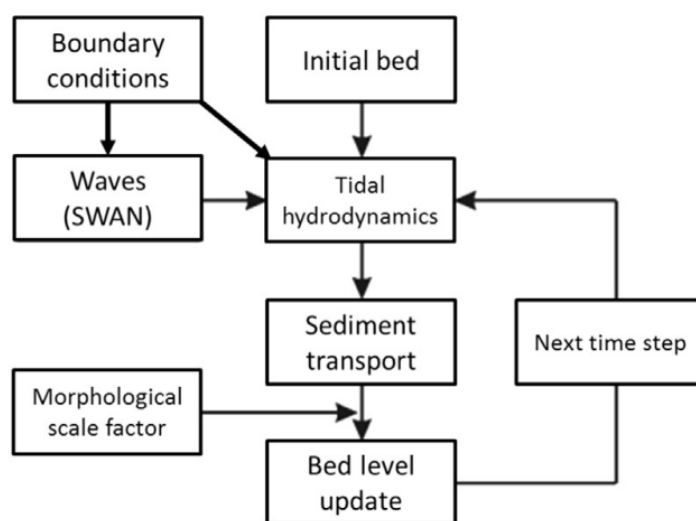 Boundary
conditions
Initial bed
Waves
(SWAN)
Tidal
hydrodynamics
Sediment
transport
Next time step
Morphological
scale factor
Bed level
update